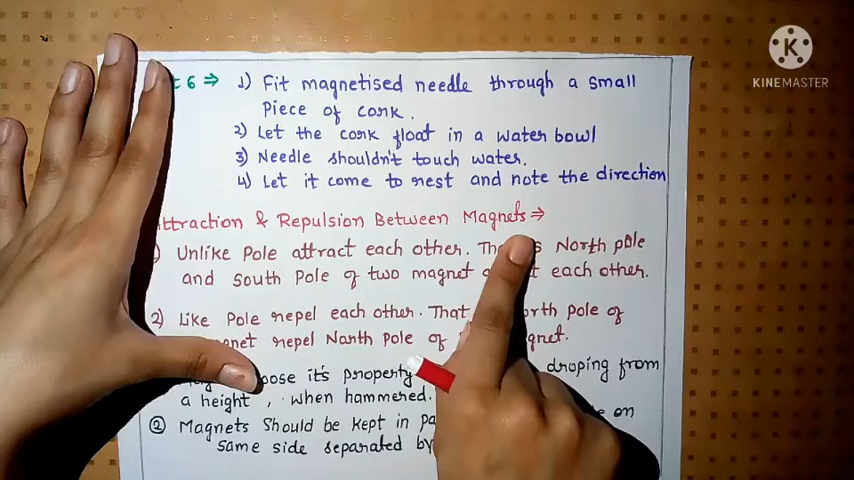 6 ⇒ 1) Fit magnetised needle through a small
Piece of cork.
2) Let the cork float in a water bowl
3) Needle shouldn't touch water.
4) Let it come to rest and note the direction
ttraction & Repulsion Between Magnets ⇒
) Unlike Pole attract each other. North pole
and South Pole of two magnet each other.
2) Like Pole repel each other. That orth pole of
repel North Pole of gnet.
oose it's property droping from
a height, when hammered.
② Magnets Should be kept in on
same side separated by
K
KINEMASTER